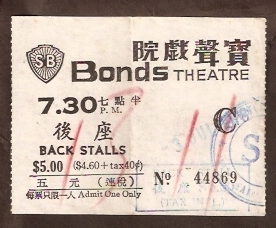 SB
寶聲戲院
Bonds THEATRE
7.30 七點半
P.M.
後座
BACK STALLS
C
$5.00 ($4.60+tax40¢)
五元(連稅)
每票只限一人 Admit One Only
Nº 44869